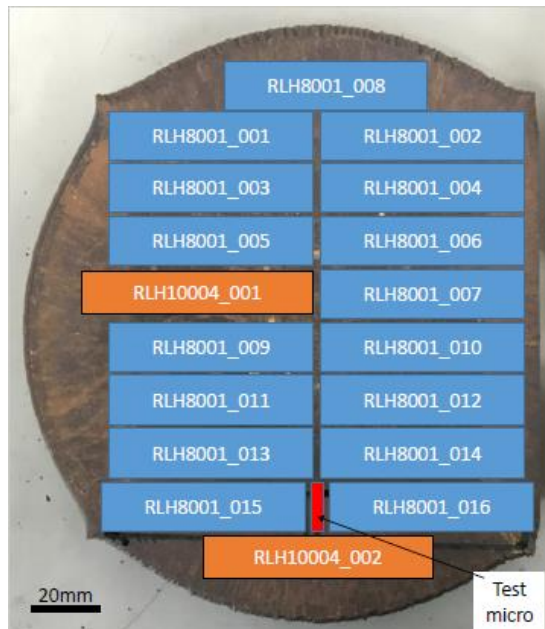 RLH8001_008
RLH8001_001 RLH8001_002
RLH8001_003 RLH8001_004
RLH8001_005 RLH8001_006
RLH10004_001 RLH8001_007
RLH8001_009 RLH8001_010
RLH8001_011 RLH8001_012
RLH8001_013 RLH8001_014
RLH8001_015 RLH8001_016
RLH10004_002
20mm
Test
micro